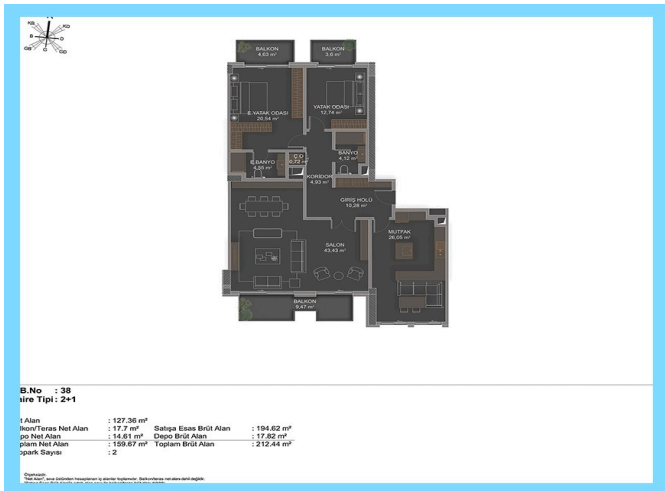 KD
B
D
G
GD
BALKON
4,63 m²
BALKON
3,6 m²
E.YATAK ODASI
20,54 m²
YATAK ODASI
12,74 m²
E.BANYO
Ç.O
BANYO
4,12 m²
KORİDOR
4,93 m²
GİRİŞ HOLÜ
10,28 m²
MUTFAK
26,05 m²
SALON
43,43 m²
BALKON
9,47 m²
B.No : 38
aire Tipi : 2+1
et Alan : 127.36 m²
lkon/Teras Net Alan : 17.7 m² Satışa Esas Brüt Alan : 194.62 m²
po Net Alan : 14.61 m² Depo Brüt Alan : 17.82 m²
plam Net Alan : 159.67 m² Toplam Brüt Alan : 212.44 m²
opark Sayısı : 2